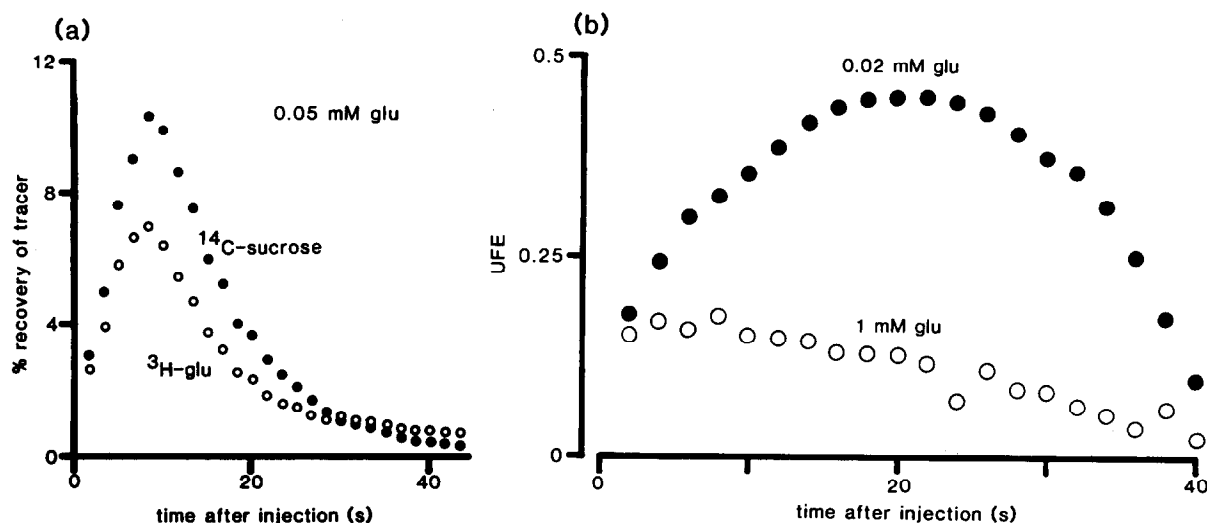 (a)
12
8
4
0
% recovery of tracer
0.05 mM glu
14C-sucrose
3H-glu
0
20
40
time after injection (s)
(b)
0.5
0.25
0
UFE
0.02 mM glu
1 mM glu
0
20
40
time after injection (s)